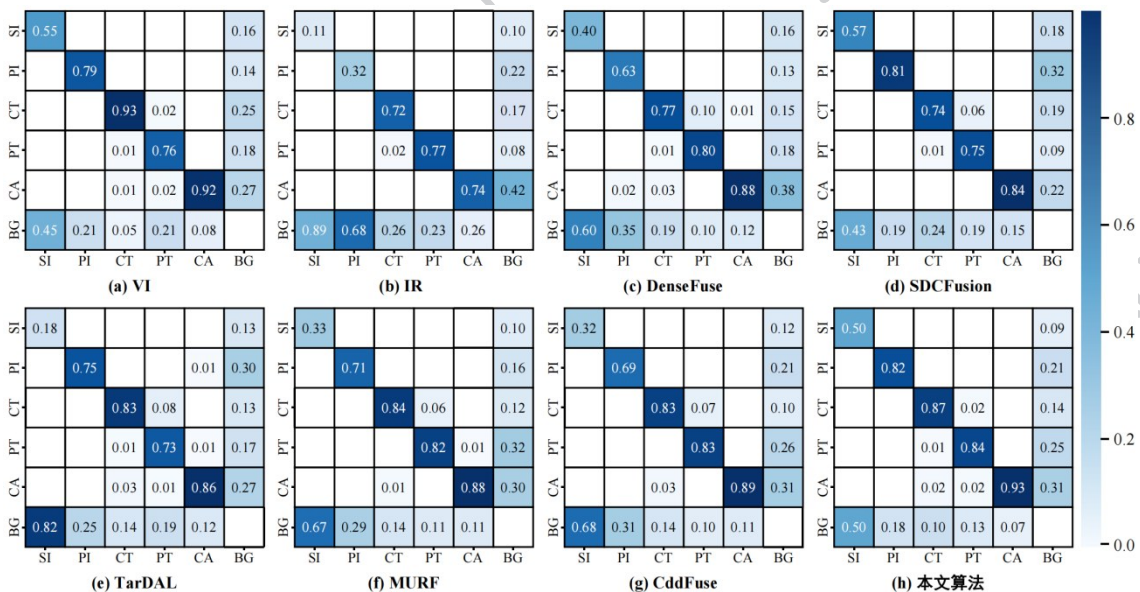 SI 0.55 0.16 SI 0.11 0.10 SI 0.40 0.16 SI 0.57 0.18
PI 0.79 0.14 PI 0.32 0.22 PI 0.63 0.13 PI 0.81 0.32 0.8
CT 0.93 0.02 0.25 CT 0.72 0.17 CT 0.77 0.10 0.01 0.15 CT 0.74 0.06 0.19
PT 0.01 0.76 0.18 PT 0.02 0.77 0.08 PT 0.01 0.80 0.18 PT 0.01 0.75 0.09
CA 0.01 0.02 0.92 0.27 CA 0.74 0.42 CA 0.02 0.03 0.88 0.38 CA 0.84 0.22
BG 0.45 0.21 0.05 0.21 0.08 BG 0.89 0.68 0.26 0.23 0.26 BG 0.60 0.35 0.19 0.10 0.12 BG 0.43 0.19 0.24 0.19 0.15 0.6
SI PI CT PT CA BG SI PI CT PT CA BG SI PI CT PT CA BG SI PI CT PT CA BG
(a) VI (b) IR (c) DenseFuse (d) SDCFusion
SI 0.18 0.13 SI 0.33 0.10 SI 0.32 0.12 SI 0.50 0.09 0.4
PI 0.75 0.01 0.30 PI 0.71 0.16 PI 0.69 0.21 PI 0.82 0.21
CT 0.83 0.08 0.13 CT 0.84 0.06 0.12 CT 0.83 0.07 0.10 CT 0.87 0.02 0.14
PT 0.01 0.73 0.01 0.17 PT 0.82 0.01 0.32 PT 0.83 0.26 PT 0.01 0.84 0.25 0.2
CA 0.03 0.01 0.86 0.27 CA 0.01 0.88 0.30 CA 0.03 0.89 0.31 CA 0.02 0.02 0.93 0.31
BG 0.82 0.25 0.14 0.19 0.12 BG 0.67 0.29 0.14 0.11 0.11 BG 0.68 0.31 0.14 0.10 0.11 BG 0.50 0.18 0.10 0.13 0.07 0.0
SI PI CT PT CA BG SI PI CT PT CA BG SI PI CT PT CA BG SI PI CT PT CA BG
(e) TarDAL (f) MURF (g) CddFuse (h) 本文算法